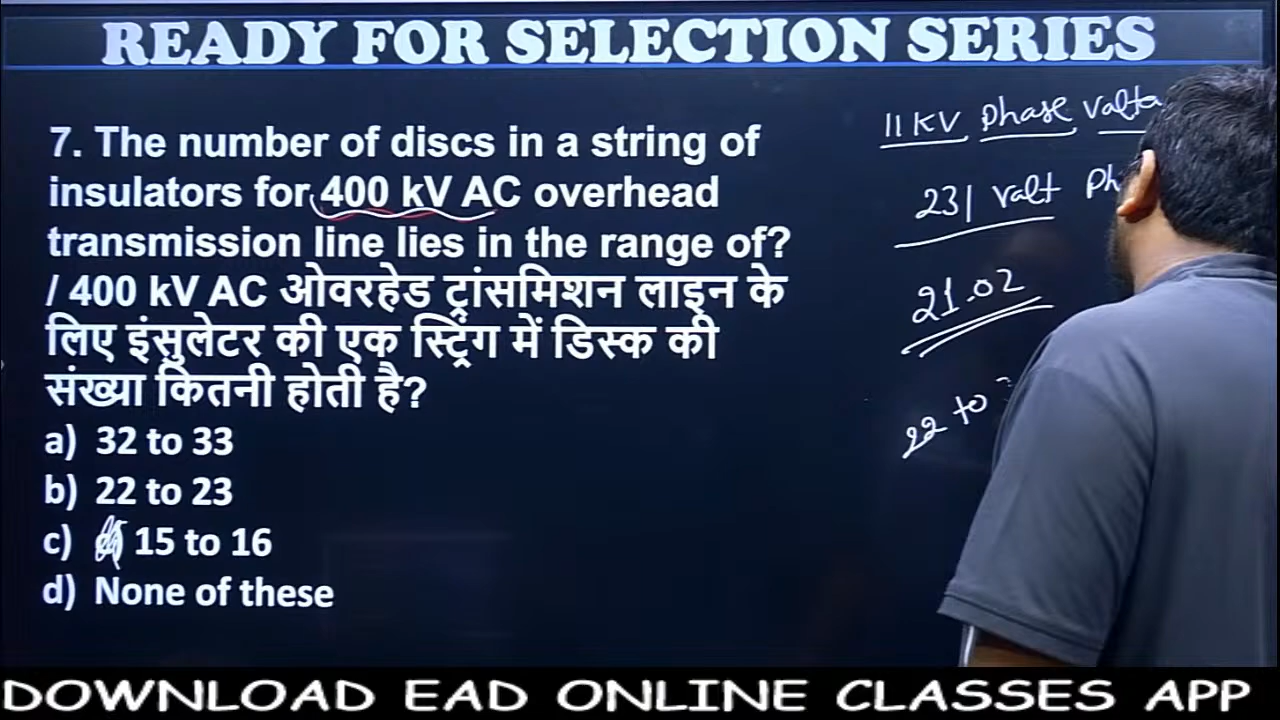 READY FOR SELECTION SERIES
7. The number of discs in a string of
insulators for 400 kV AC overhead
transmission line lies in the range of?
/ 400 kV AC ओवरहेड ट्रांसमिशन लाइन के
लिए इंसुलेटर की एक स्ट्रिंग में डिस्क की
संख्या कितनी होती है?
a) 32 to 33
b) 22 to 23
c) 15 to 16
d) None of these
11 KV phase Valta
231 Valt Ph
21.02
22 to
DOWNLOAD EAD ONLINE CLASSES APP